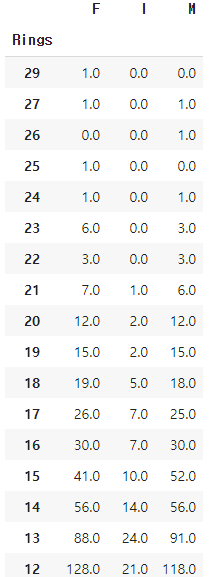 F I M
Rings
29 1.0 0.0 0.0
27 1.0 0.0 1.0
26 0.0 0.0 1.0
25 1.0 0.0 0.0
24 1.0 0.0 1.0
23 6.0 0.0 3.0
22 3.0 0.0 3.0
21 7.0 1.0 6.0
20 12.0 2.0 12.0
19 15.0 2.0 15.0
18 19.0 5.0 18.0
17 26.0 7.0 25.0
16 30.0 7.0 30.0
15 41.0 10.0 52.0
14 56.0 14.0 56.0
13 88.0 24.0 91.0
12 128.0 21.0 118.0